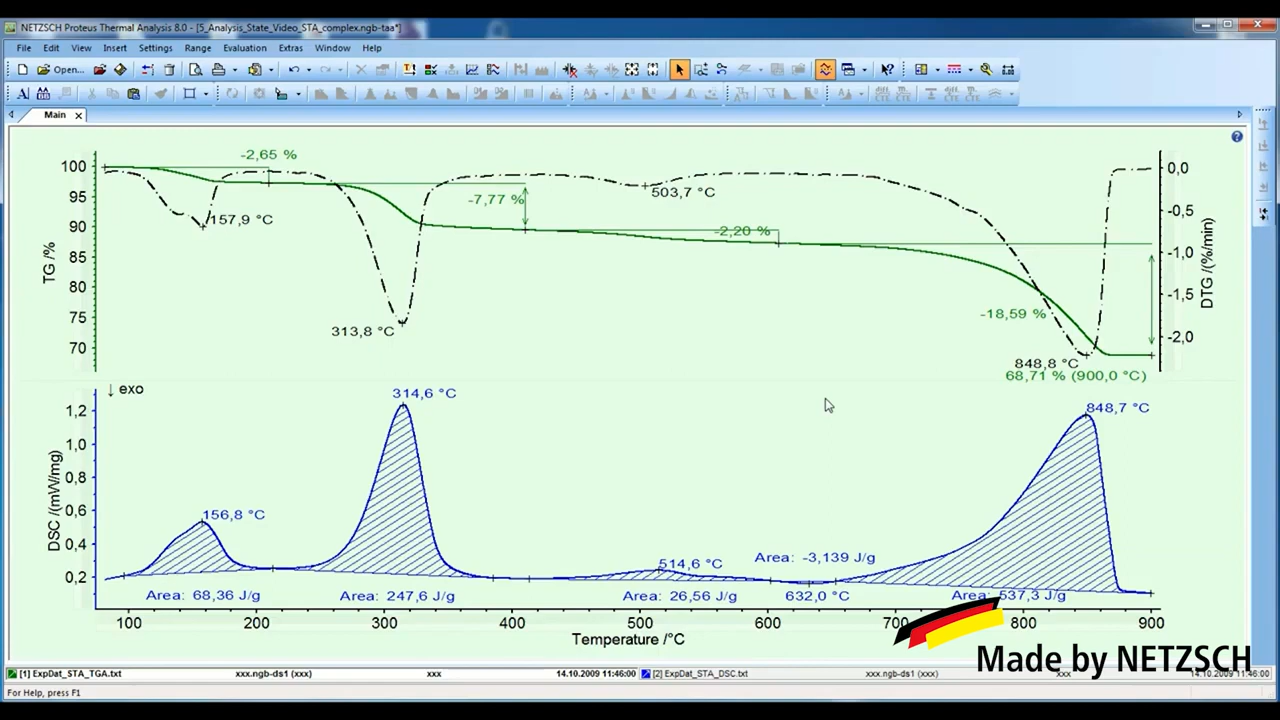 NETZSCH Proteus Thermal Analysis 8.0 - [5_Analysis_State_Video_STA_complex.ngb-taa*]
File Edit View Insert Settings Range Evaluation Extras Window Help
Open...
Main
-2,65 %
100
0,0
503,7 °C
95
-7,77 %
-0,5
157,9 °C
90
-2,20 %
TG /%
85
-1,0
DTG /(%/min)
80
-1,5
-18,59 %
75
313,8 °C
-2,0
70
848,8 °C
68,71 % (900,0 °C)
↓ exo
314,6 °C
848,7 °C
1,2
1,0
0,8
DSC /(mW/mg)
0,6
156,8 °C
0,4
Area: -3,139 J/g
514,6 °C
0,2
Area: 68,36 J/g
Area: 247,6 J/g
Area: 26,56 J/g
632,0 °C
Area: 537,3 J/g
100 200 300 400 500 600 700 800 900
Temperature /°C
Made by NETZSCH
[1] ExpDat_STA_TGA.txt xxx.ngb-ds1 (xxx) xxx 14.10.2009 11:46:00 [2] ExpDat_STA_DSC.txt xxx.ngb-ds1 (xxx) xxx 14.10.2009 11:46:00
For Help, press F1